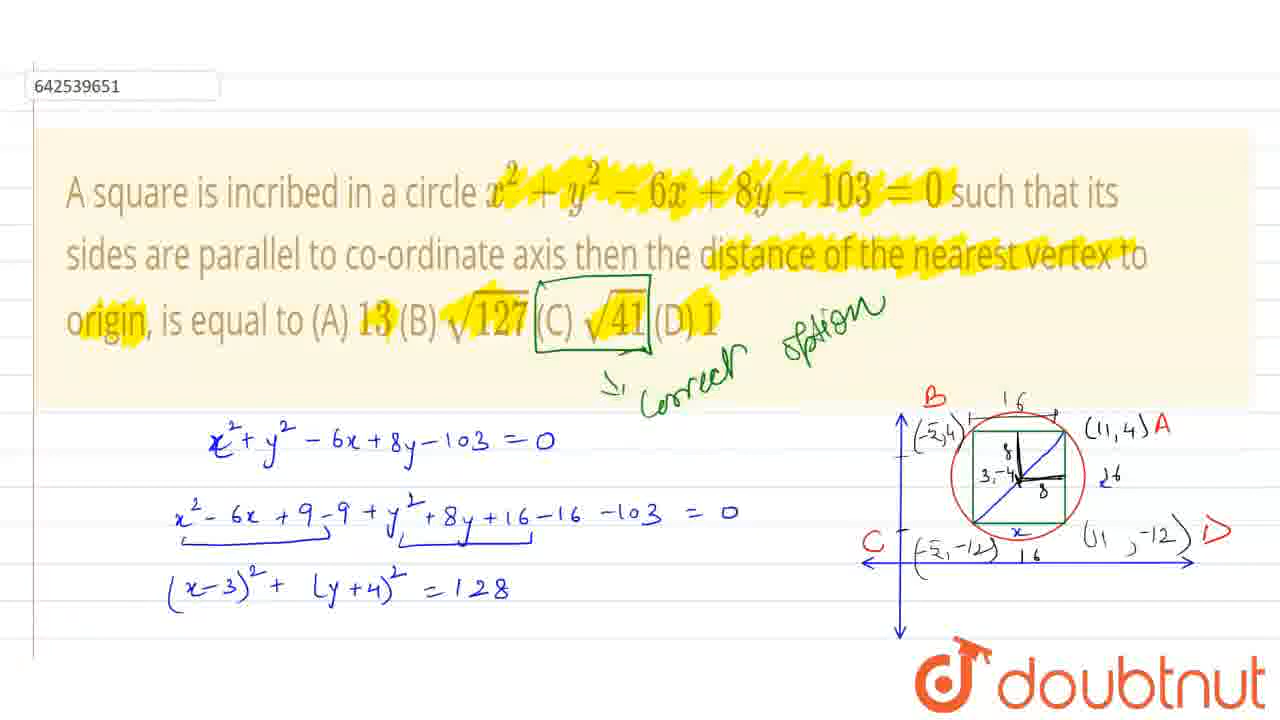 642539651
A square is incribed in a circle x² + y² − 6x + 8y − 103 = 0 such that its
sides are parallel to co-ordinate axis then the distance of the nearest vertex to
origin, is equal to (A) 13 (B) √127 (C) √41 (D) 1
correct option
x² + y² − 6x + 8y − 103 = 0
x² − 6x + 9 − 9 + y² + 8y + 16 − 16 − 103 = 0
(x − 3)² + (y + 4)² = 128
B 16
(-5,4) (11,4) A
8
3,-4
8
16
C x D
(-5,-12) 16 (11, -12)
doubtnut